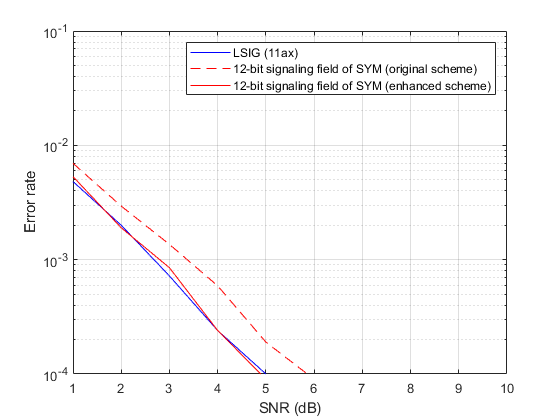 10^-1
10^-2
10^-3
10^-4
Error rate
LSIG (11ax)
12-bit signaling field of SYM (original scheme)
12-bit signaling field of SYM (enhanced scheme)
1 2 3 4 5 6 7 8 9 10
SNR (dB)